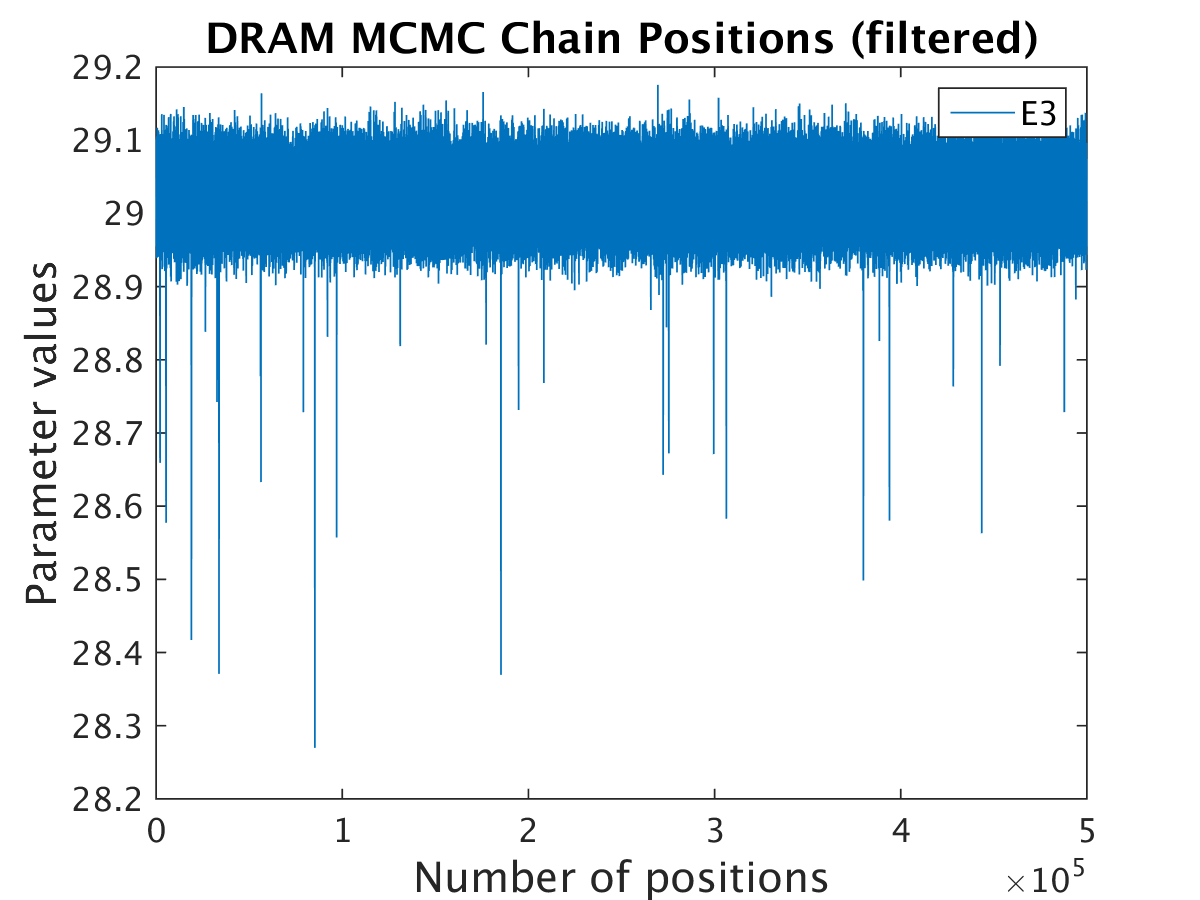 DRAM MCMC Chain Positions (filtered)
E3
29.2
29.1
29
28.9
28.8
28.7
28.6
28.5
28.4
28.3
28.2
Parameter values
0 1 2 3 4 5
×10⁵
Number of positions